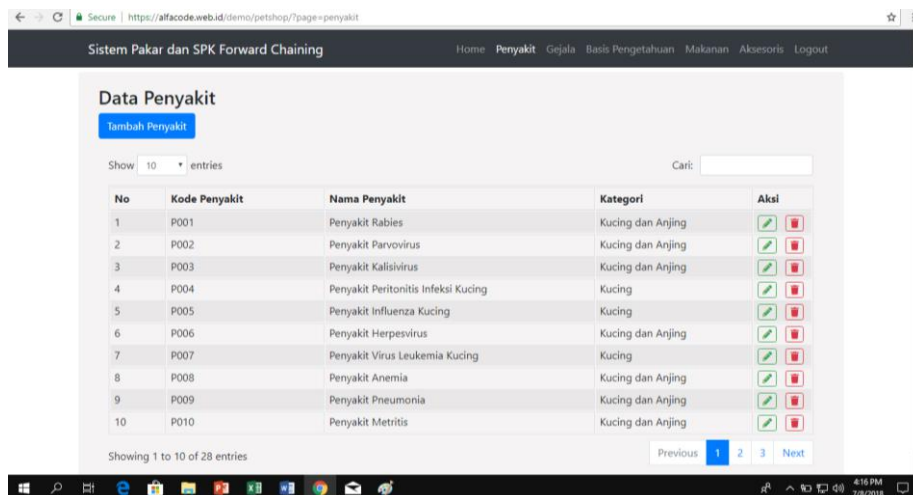 Secure | https://alfacode.web.id/demo/petshop/?page=penyakit
Sistem Pakar dan SPK Forward Chaining Home Penyakit Gejala Basis Pengetahuan Makanan Aksesoris Logout
Data Penyakit
Tambah Penyakit
Show 10 entries Cari:
No Kode Penyakit Nama Penyakit Kategori Aksi
1 P001 Penyakit Rabies Kucing dan Anjing
2 P002 Penyakit Parvovirus Kucing dan Anjing
3 P003 Penyakit Kalisivirus Kucing dan Anjing
4 P004 Penyakit Peritonitis Infeksi Kucing Kucing
5 P005 Penyakit Influenza Kucing Kucing
6 P006 Penyakit Herpesvirus Kucing dan Anjing
7 P007 Penyakit Virus Leukemia Kucing Kucing
8 P008 Penyakit Anemia Kucing dan Anjing
9 P009 Penyakit Pneumonia Kucing dan Anjing
10 P010 Penyakit Metritis Kucing dan Anjing
Showing 1 to 10 of 28 entries Previous 1 2 3 Next
4:16 PM
7/8/2018